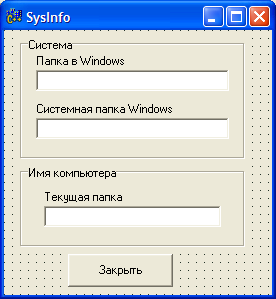 SysInfo
Система
Папка в Windows
Системная папка Windows
Имя компьютера
Текущая папка
Закрыть